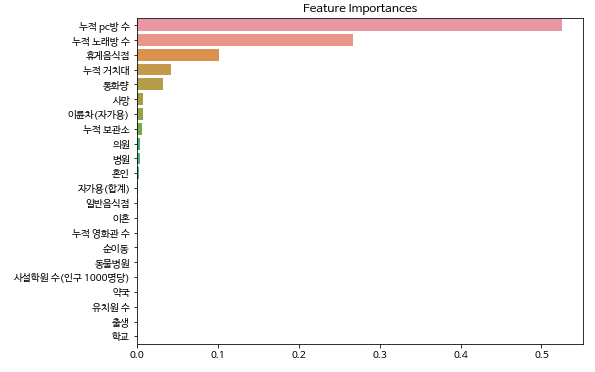 Feature Importances
누적 pc방 수
누적 노래방 수
휴게음식점
누적 거치대
통화량
사망
이륜차(자가용)
누적 보관소
의원
병원
혼인
자가용(합계)
일반음식점
이혼
누적 영화관 수
순이동
동물병원
사설학원 수(인구 1000명당)
약국
유치원 수
출생
학교
0.0 0.1 0.2 0.3 0.4 0.5